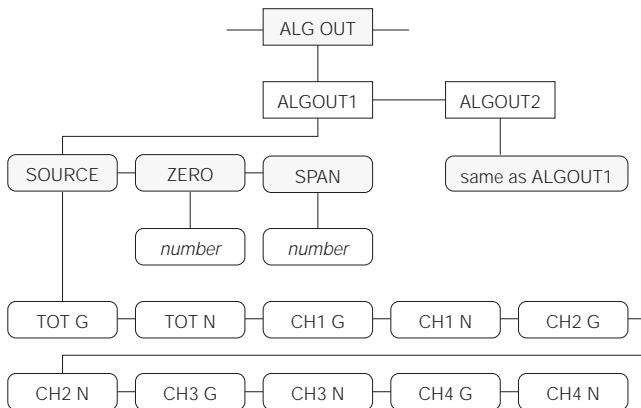 ALG OUT
ALGOUT1 ALGOUT2
SOURCE ZERO SPAN same as ALGOUT1
number number
TOT G TOT N CH1 G CH1 N CH2 G
CH2 N CH3 G CH3 N CH4 G CH4 N